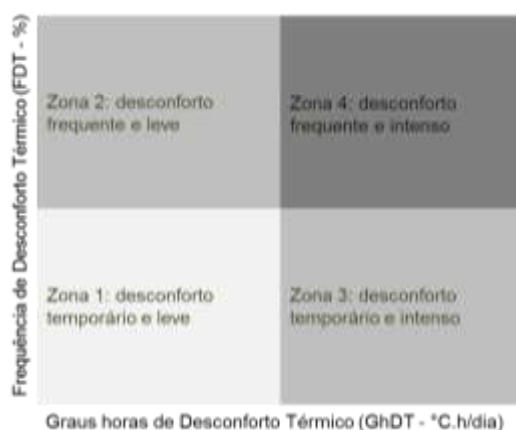 Frequência de Desconforto Térmico (FDT - %)
Zona 2: desconforto
frequente e leve
Zona 4: desconforto
frequente e intenso
Zona 1: desconforto
temporário e leve
Zona 3: desconforto
temporário e intenso
Graus horas de Desconforto Térmico (GhDT - °C.h/dia)